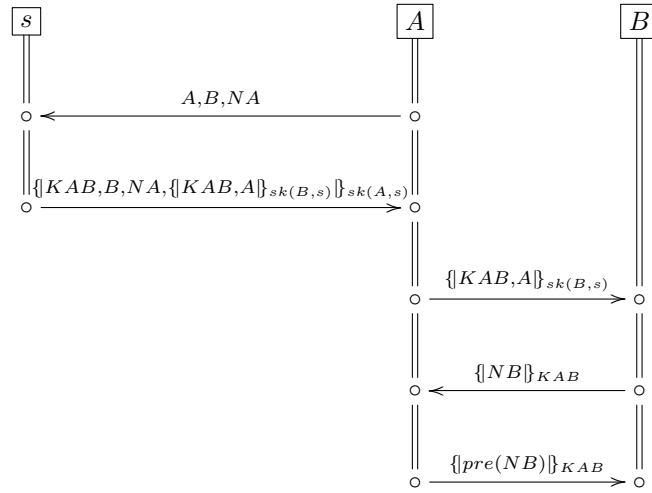 s A B
A,B,NA
{|KAB,B,NA,{|KAB,A|}sk(B,s)|}sk(A,s)
{|KAB,A|}sk(B,s)
{|NB|}KAB
{|pre(NB)|}KAB